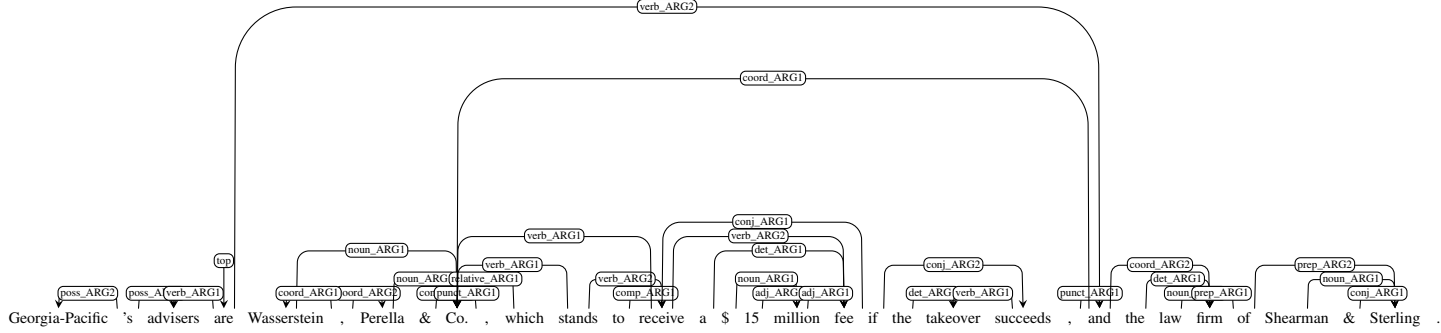 verb_ARG2
coord_ARG1
conj_ARG1
verb_ARG1 verb_ARG2
noun_ARG1 det_ARG1
top verb_ARG1 conj_ARG2 coord_ARG2 prep_ARG2
relative_ARG1 verb_ARG2 noun_ARG1 det_ARG1 noun_ARG1
poss_ARG2 verb_ARG1 coord_ARG1 punct_ARG1 comp_ARG1 adj_ARG1 verb_ARG1 punct_ARG1 prep_ARG1 conj_ARG1
Georgia-Pacific 's advisers are Wasserstein , Perella & Co. , which stands to receive a $ 15 million fee if the takeover succeeds , and the law firm of Shearman & Sterling .